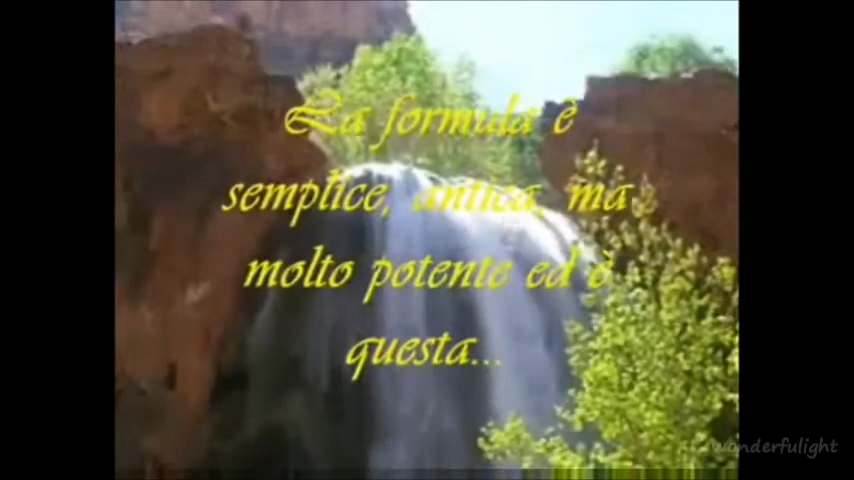 La formula è
semplice, antica, ma
molto potente ed è
questa...
wonderfulight